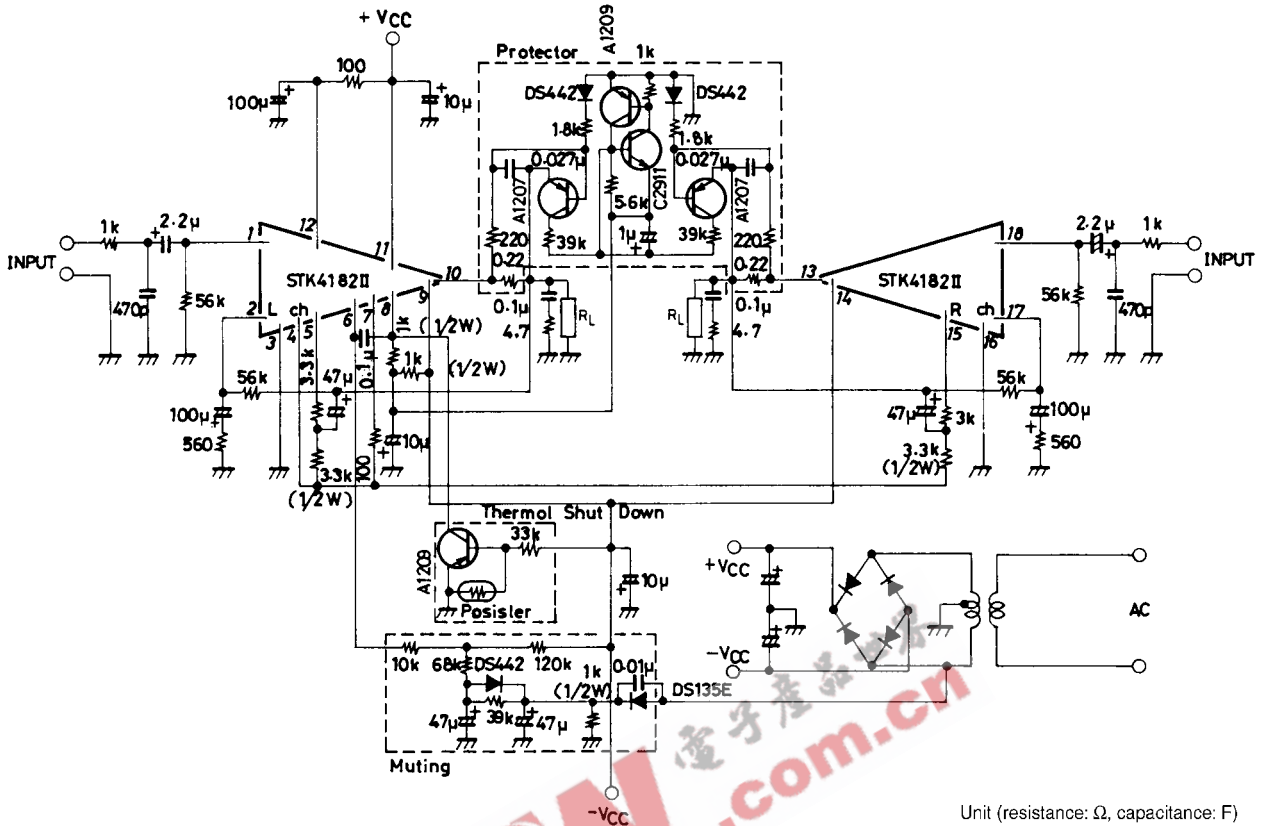 + VCC
A1209
Protector
1k
100
100μ
10μ
DS442
DS442
1.8k
1.8k
0.027μ
0.027μ
A1207
C2911
A1207
5.6k
39k
1μ
39k
220
220
0.22
0.22
1k
2.2μ
INPUT
470p
56k
1
12
11
STK4182II
10
2
L
ch
3
4
5
6
7
8
9
0.1μ
4.7
RL
RL
0.1μ
4.7
13
14
STK4182II
18
R
ch
17
15
16
2.2μ
1k
INPUT
56k
470p
56k
100μ
560
3.3k
47μ
0.1μ
1k
(1/2W)
1k
(1/2W)
10μ
3.3k
(1/2W)
100
56k
47μ
3k
100μ
560
3.3k
(1/2W)
Thermol Shut Down
33k
A1209
Posisler
10μ
+VCC
-VCC
AC
10k
68k
DS442
120k
1k
(1/2W)
0.01μ
DS135E
47μ
39k
47μ
Muting
-VCC
電子產品世界
.com.cn
Unit (resistance: Ω, capacitance: F)